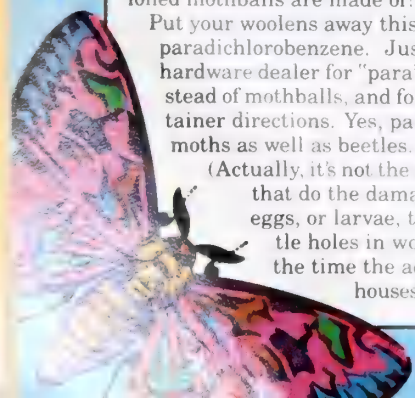 mothballs are made of.
Put your woolens away this
paradichlorobenzene. Jus
hardware dealer for "para
stead of mothballs, and fo
tainer directions. Yes, pa
moths as well as beetles.
(Actually, it's not the
that do the dama
eggs, or larvae, t
tle holes in wo
the time the a
houses